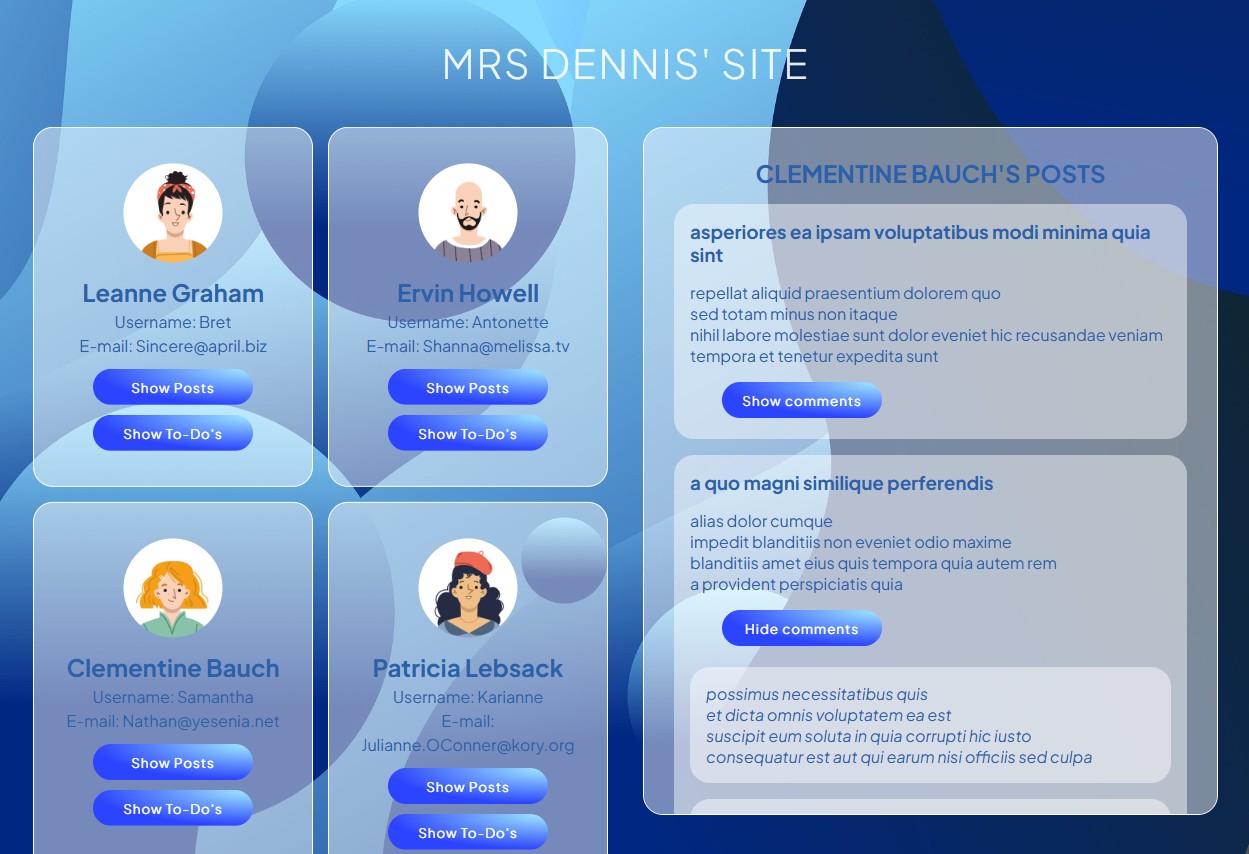 MRS DENNIS' SITE
Leanne Graham
Username: Bret
E-mail: Sincere@april.biz
Show Posts
Show To-Do's
Ervin Howell
Username: Antonette
E-mail: Shanna@melissa.tv
Show Posts
Show To-Do's
Clementine Bauch
Username: Samantha
E-mail: Nathan@yesenia.net
Show Posts
Show To-Do's
Patricia Lebsack
Username: Karianne
E-mail:
Julianne.OConner@kory.org
Show Posts
Show To-Do's
CLEMENTINE BAUCH'S POSTS
asperiores ea ipsam voluptatibus modi minima quia
sint
repellat aliquid praesentium dolorem quo
sed totam minus non itaque
nihil labore molestiae sunt dolor eveniet hic recusandae veniam
tempora et tenetur expedita sunt
Show comments
a quo magni similique perferendis
alias dolor cumque
impedit blanditiis non eveniet odio maxime
blanditiis amet eius quis tempora quia autem rem
a provident perspiciatis quia
Hide comments
possimus necessitatibus quis
et dicta omnis voluptatem ea est
suscipit eum soluta in quia corrupti hic iusto
consequatur est aut qui earum nisi officiis sed culpa